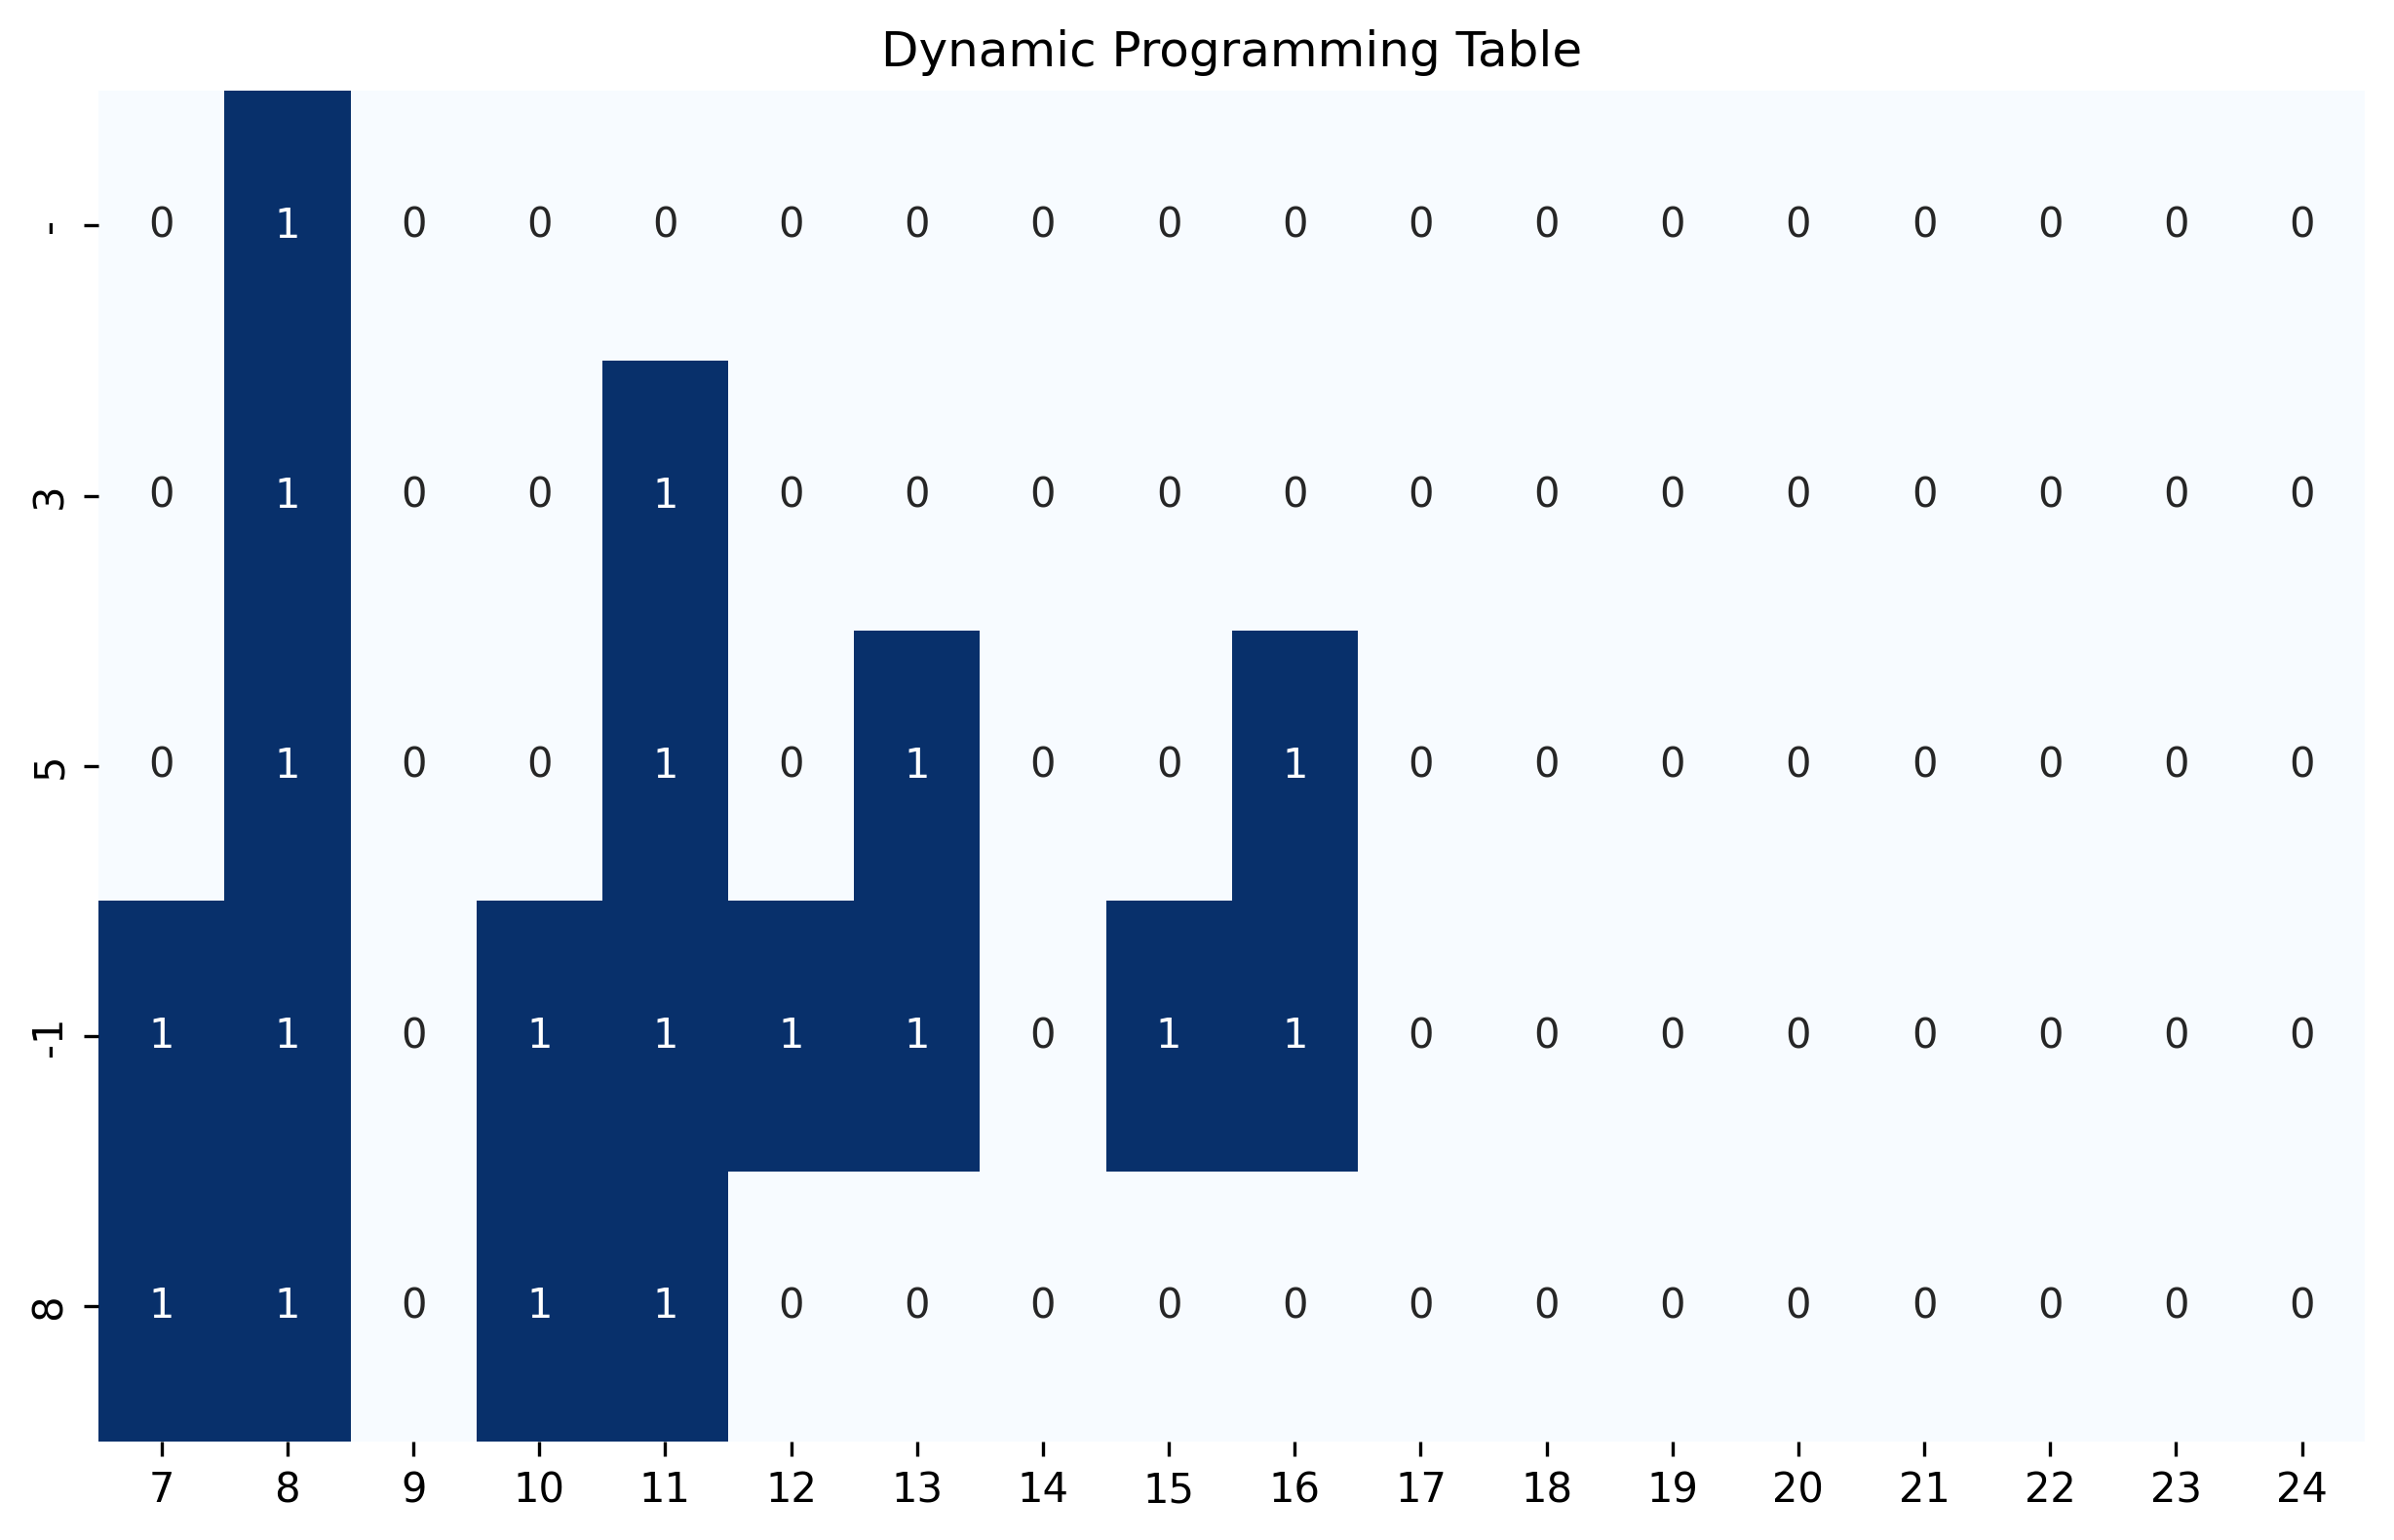 Dynamic Programming Table
- 0 1 0 0 0 0 0 0 0 0 0 0 0 0 0 0 0 0
3 0 1 0 0 1 0 0 0 0 0 0 0 0 0 0 0 0 0
5 0 1 0 0 1 0 1 0 0 1 0 0 0 0 0 0 0 0
-1 1 1 0 1 1 1 1 0 1 1 0 0 0 0 0 0 0 0
8 1 1 0 1 1 0 0 0 0 0 0 0 0 0 0 0 0 0
7 8 9 10 11 12 13 14 15 16 17 18 19 20 21 22 23 24